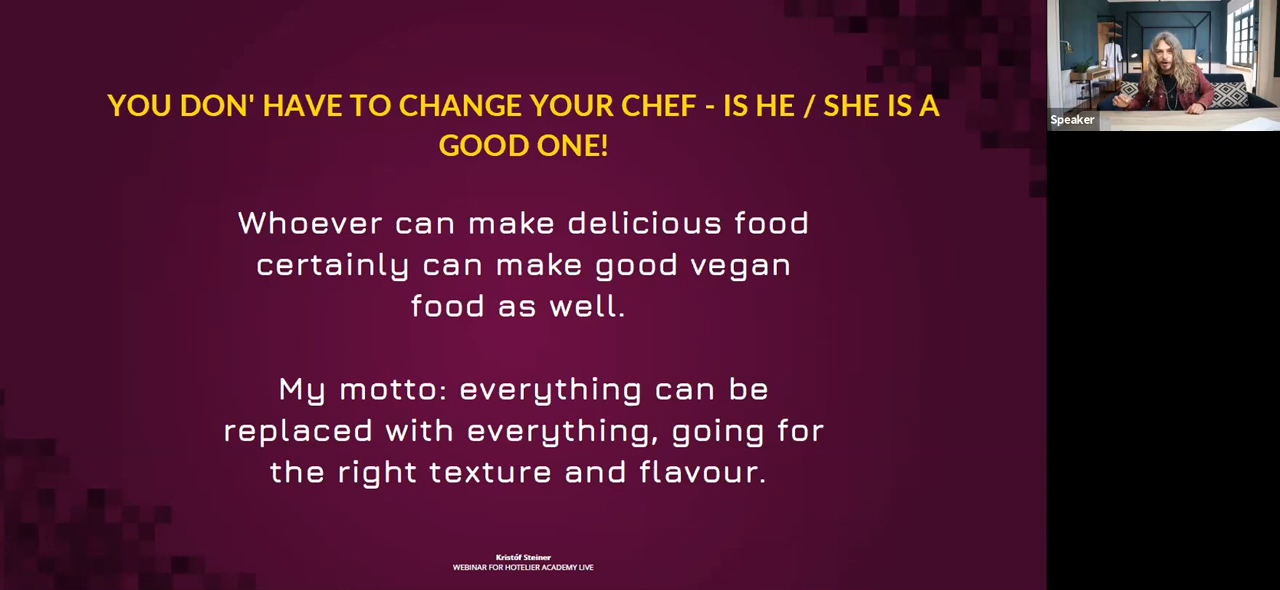 YOU DON' HAVE TO CHANGE YOUR CHEF - IS HE / SHE IS A
GOOD ONE!
Whoever can make delicious food
certainly can make good vegan
food as well.
My motto: everything can be
replaced with everything, going for
the right texture and flavour.
Kristóf Steiner
WEBINAR FOR HOTELIER ACADEMY LIVE
Speaker